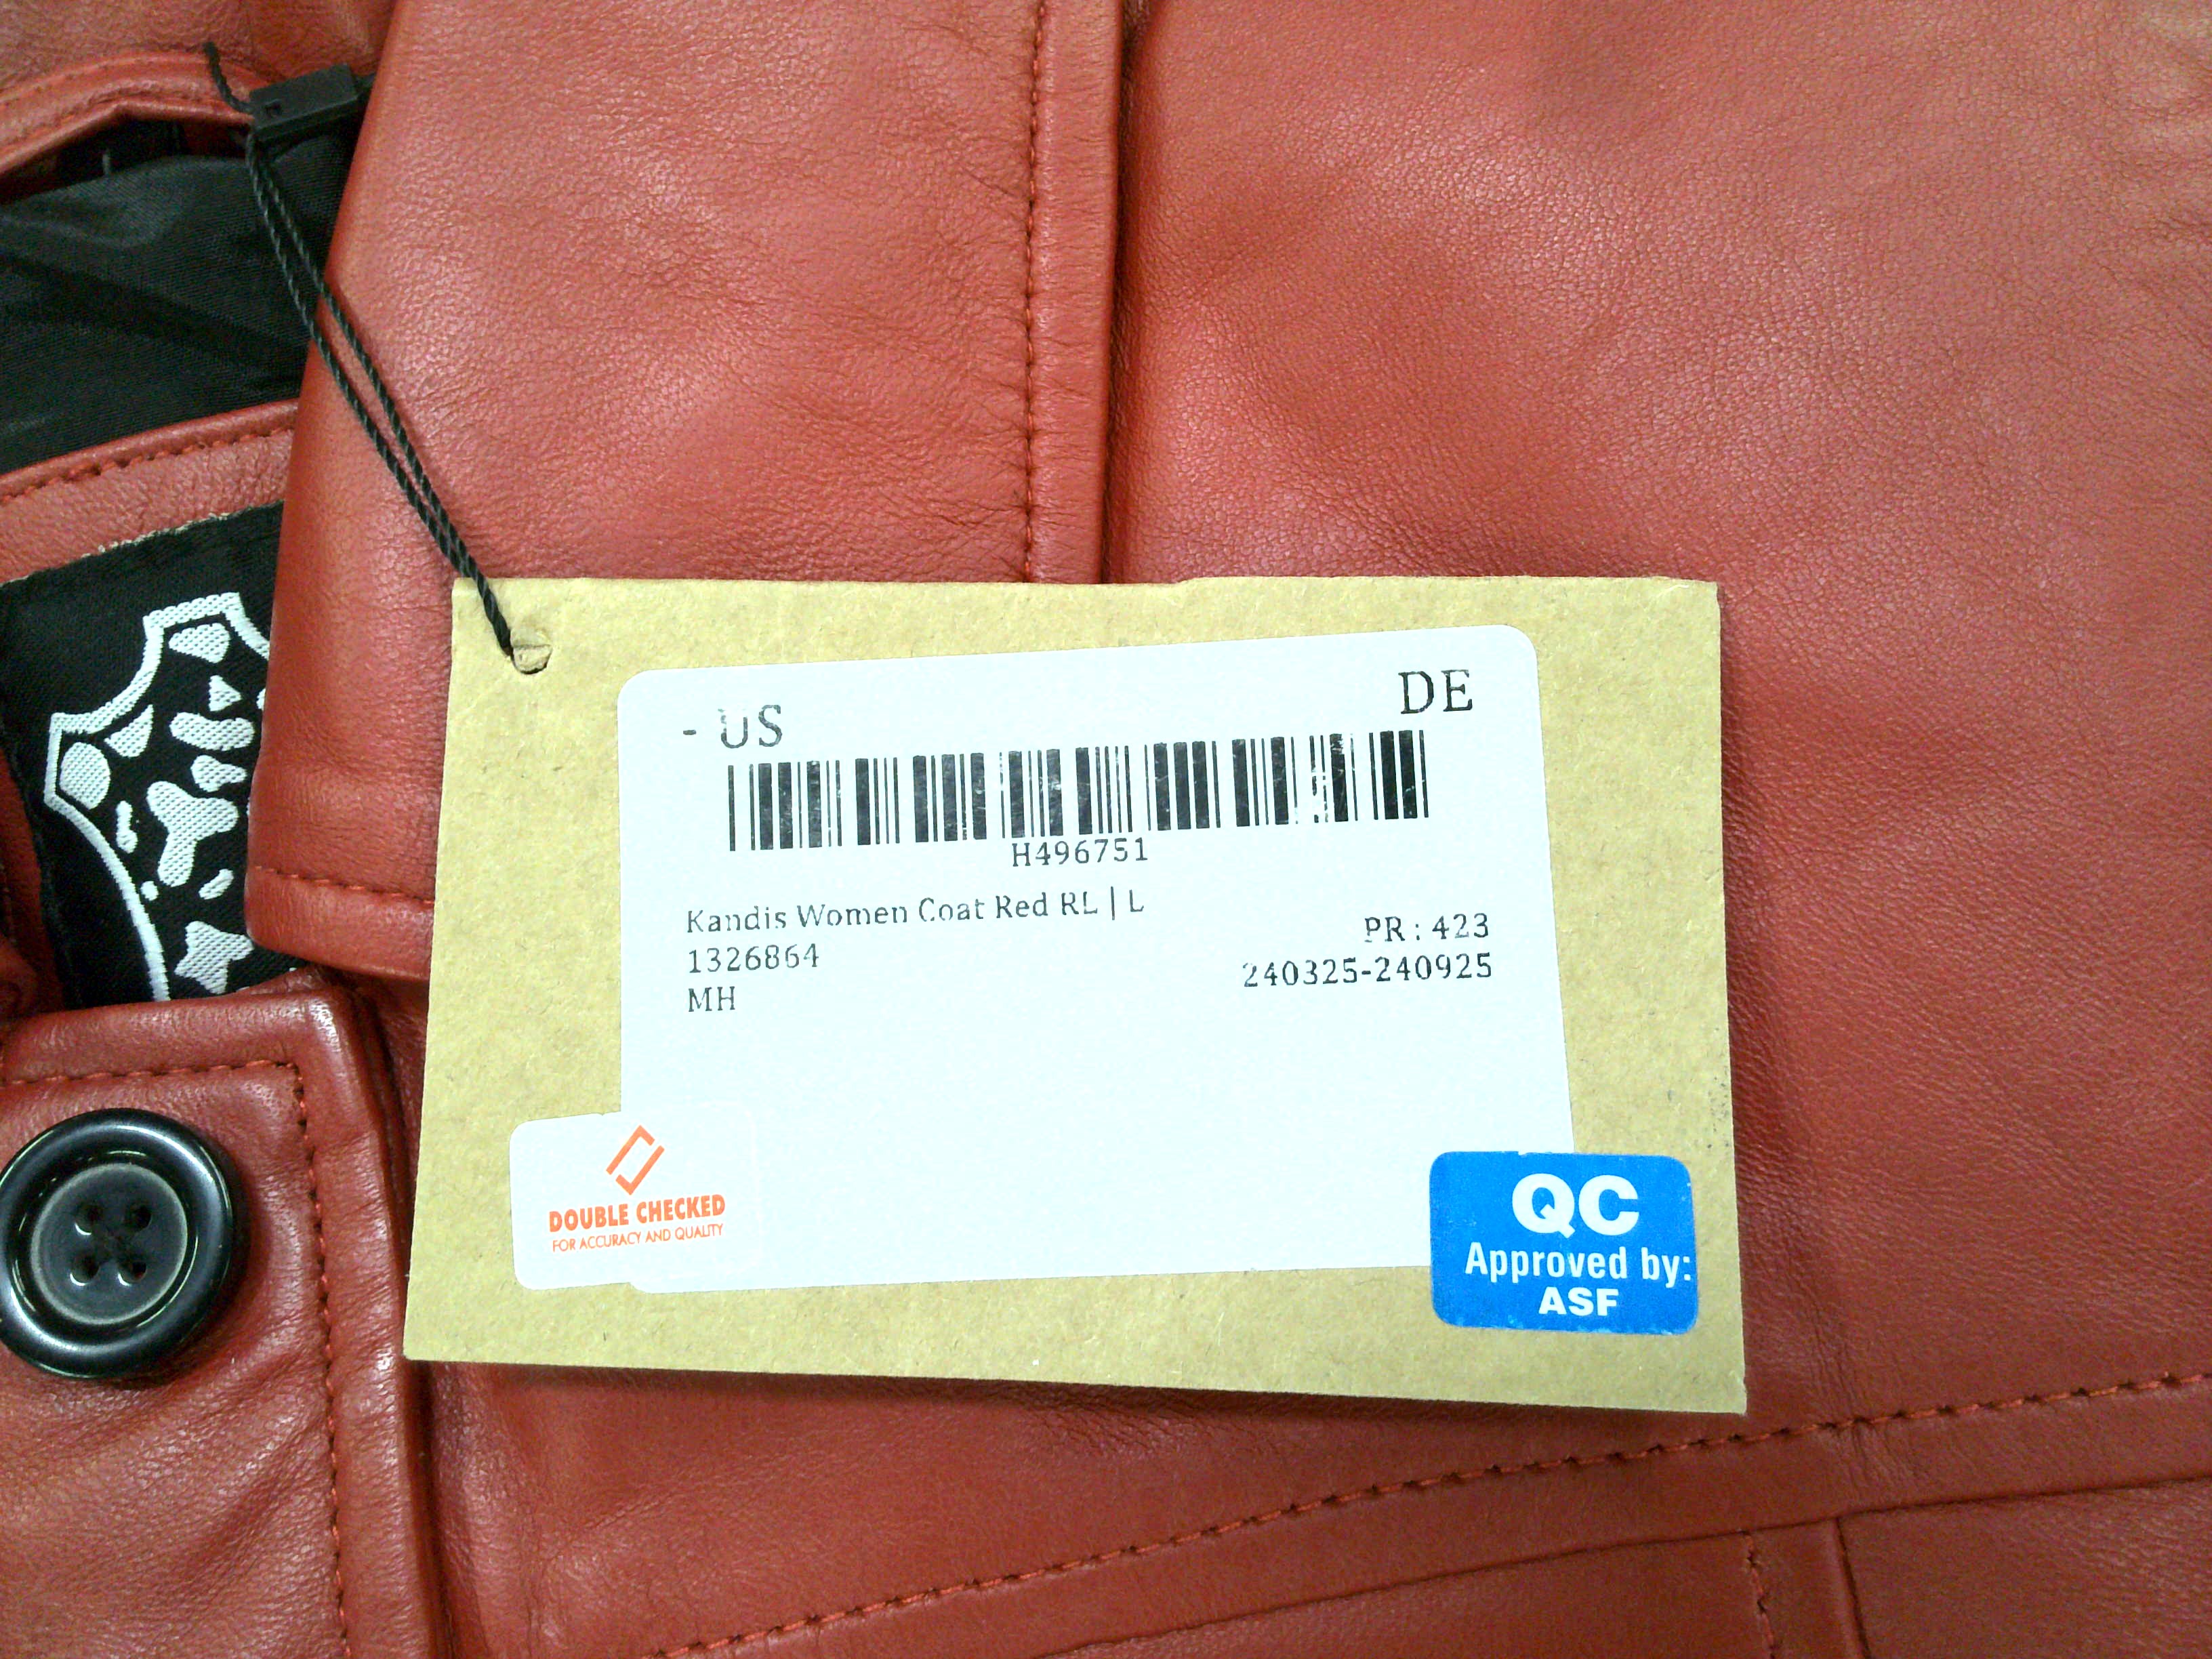 - US DE
H496751
Kandis Women Coat Red RL | L
1326864
MH
PR : 423
240325-240925
DOUBLE CHECKED
FOR ACCURACY AND QUALITY
QC
Approved by:
ASF